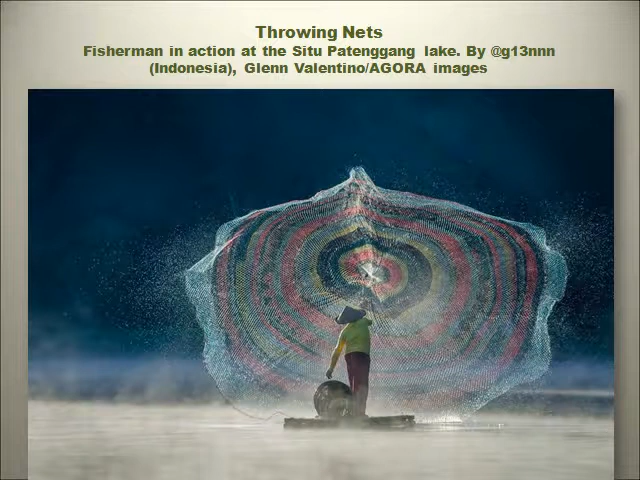 Throwing Nets
Fisherman in action at the Situ Patenggang lake. By @g13nnn
(Indonesia), Glenn Valentino/AGORA images